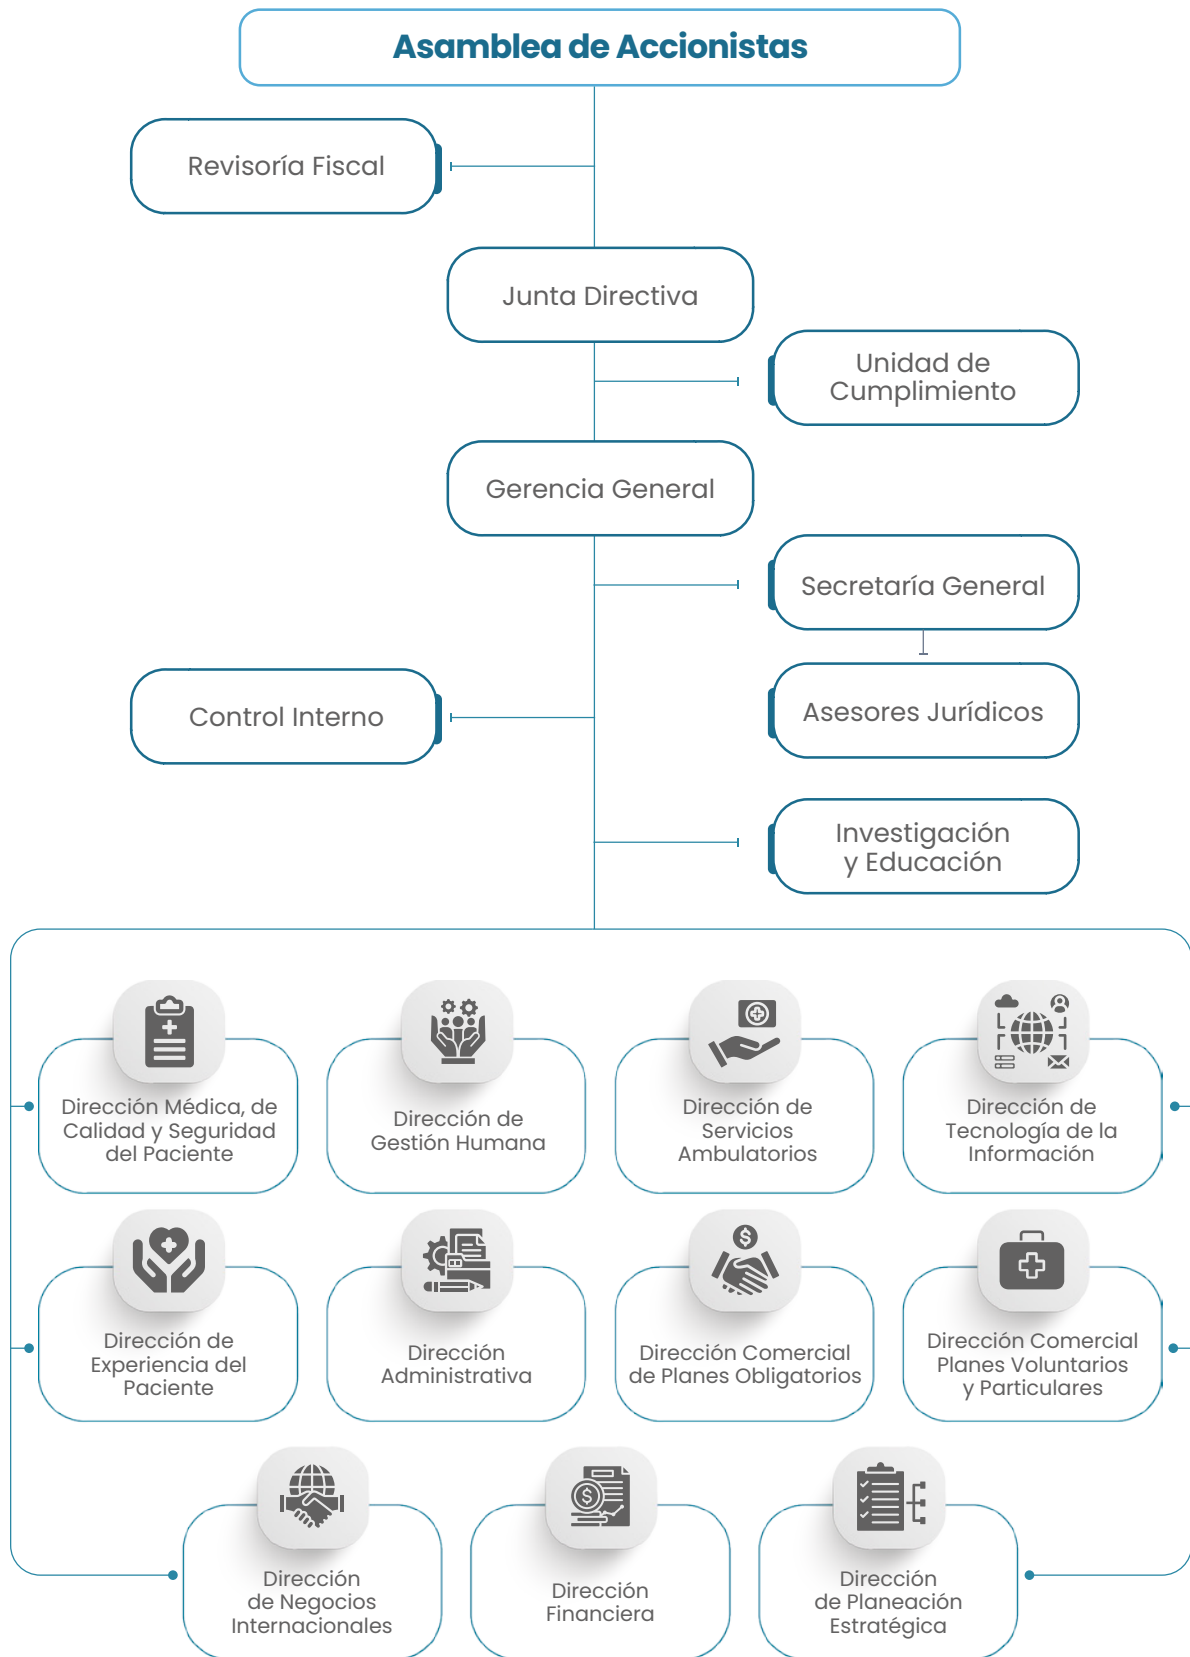 Asamblea de Accionistas
Revisoría Fiscal
Junta Directiva
Unidad de
Cumplimiento
Gerencia General
Secretaría General
Control Interno
Asesores Jurídicos
Investigación
y Educación
Dirección Médica, de
Calidad y Seguridad
del Paciente
Dirección de
Gestión Humana
Dirección de
Servicios
Ambulatorios
Dirección de
Tecnología de la
Información
Dirección de
Experiencia del
Paciente
Dirección
Administrativa
Dirección Comercial
de Planes Obligatorios
Dirección Comercial
Planes Voluntarios
y Particulares
Dirección
de Negocios
Internacionales
Dirección
Financiera
Dirección
de Planeación
Estratégica